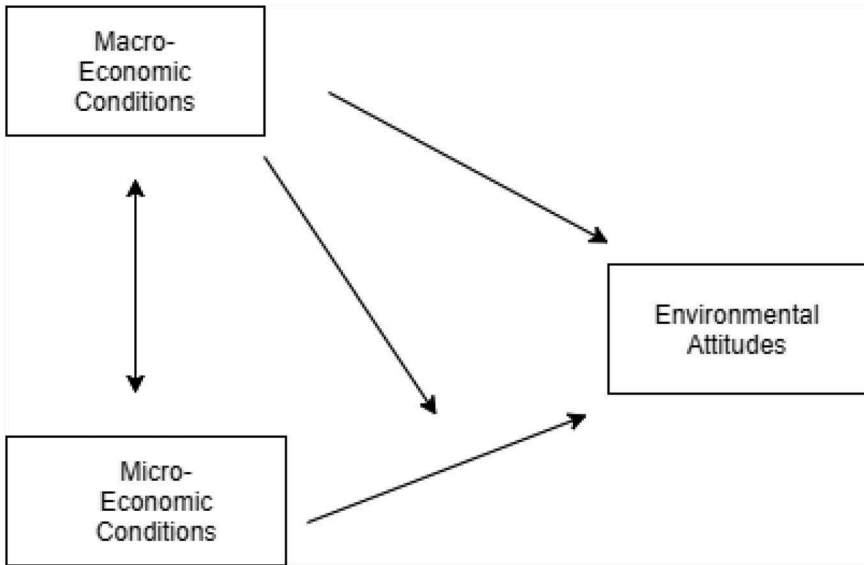 Macro-
Economic
Conditions
Environmental
Attitudes
Micro-
Economic
Conditions